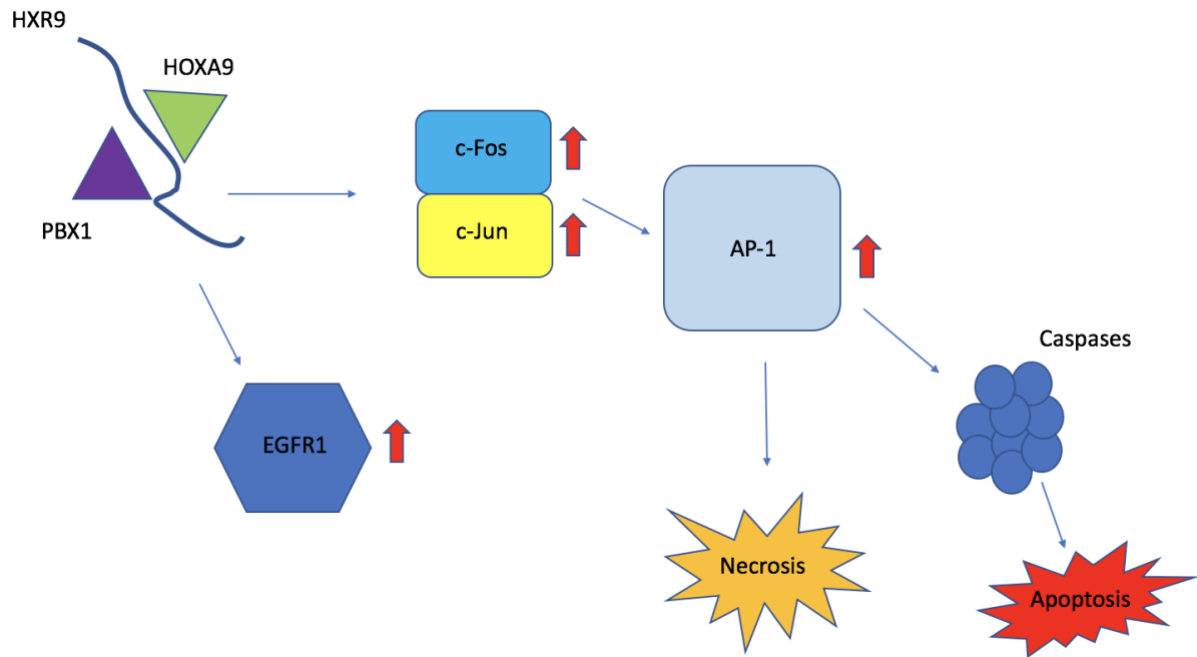 HXR9
HOXA9
PBX1
c-Fos
c-Jun
AP-1
EGFR1
Caspases
Necrosis
Apoptosis